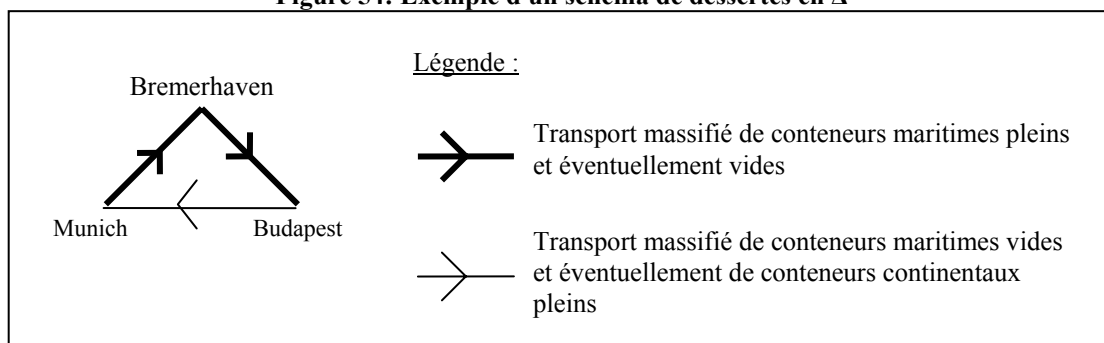 Figure 34: Exemple d'un schéma de dessertes en Δ
Bremerhaven
Munich
Budapest
Légende :
Transport massifié de conteneurs maritimes pleins
et éventuellement vides
Transport massifié de conteneurs maritimes vides
et éventuellement de conteneurs continentaux
pleins